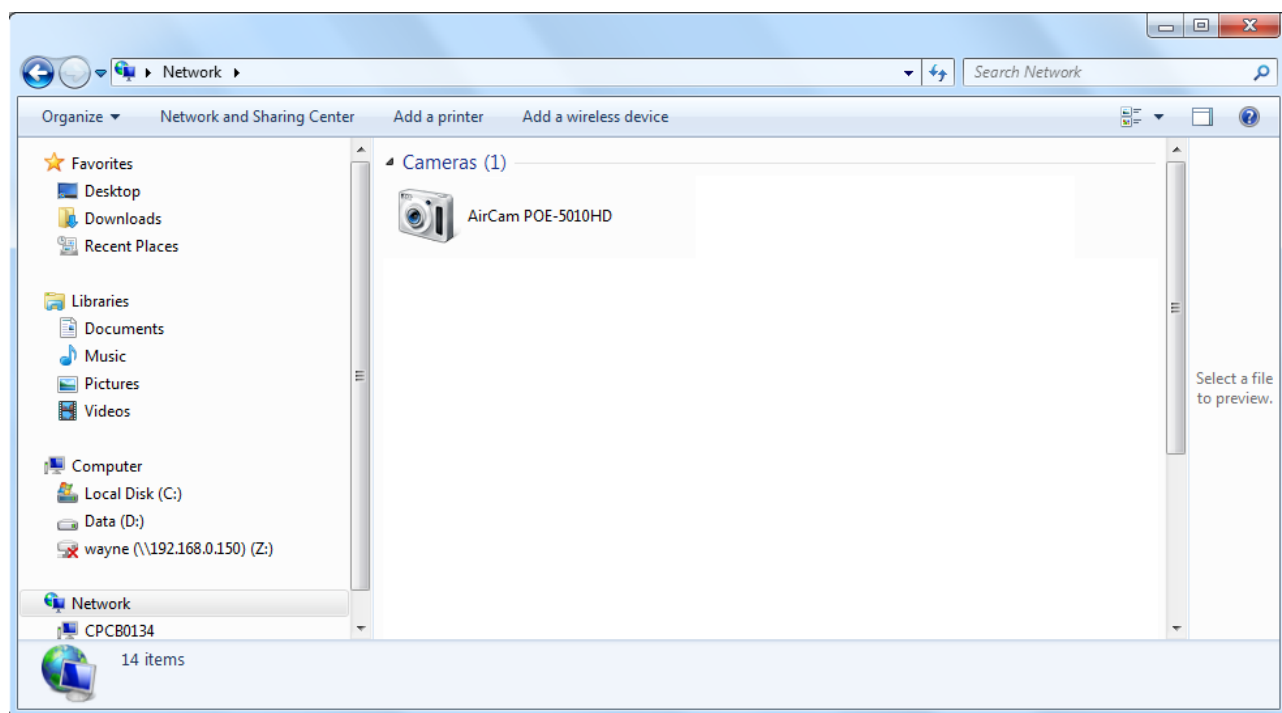 Network
Search Network
Organize
Network and Sharing Center
Add a printer
Add a wireless device
Favorites
Desktop
Downloads
Recent Places
Libraries
Documents
Music
Pictures
Videos
Computer
Local Disk (C:)
Data (D:)
wayne (\\192.168.0.150) (Z:)
Network
CPCB0134
Cameras (1)
AirCam POE-5010HD
Select a file
to preview.
14 items